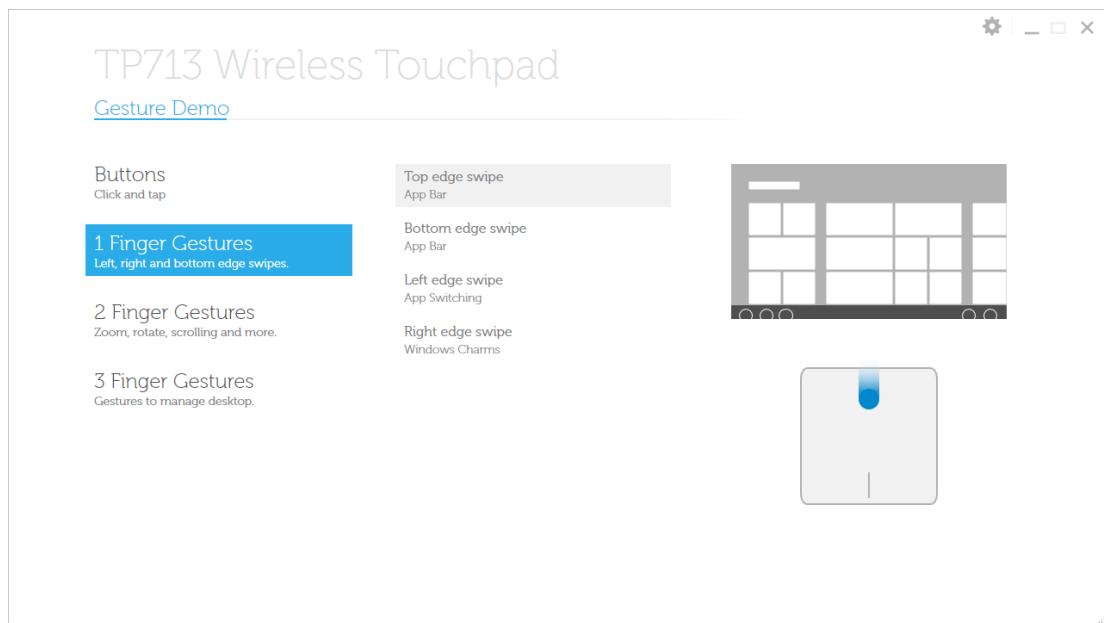 TP713 Wireless Touchpad
Gesture Demo
Buttons
Click and tap
1 Finger Gestures
Left, right and bottom edge swipes.
2 Finger Gestures
Zoom, rotate, scrolling and more.
3 Finger Gestures
Gestures to manage desktop.
Top edge swipe
App Bar
Bottom edge swipe
App Bar
Left edge swipe
App Switching
Right edge swipe
Windows Charms